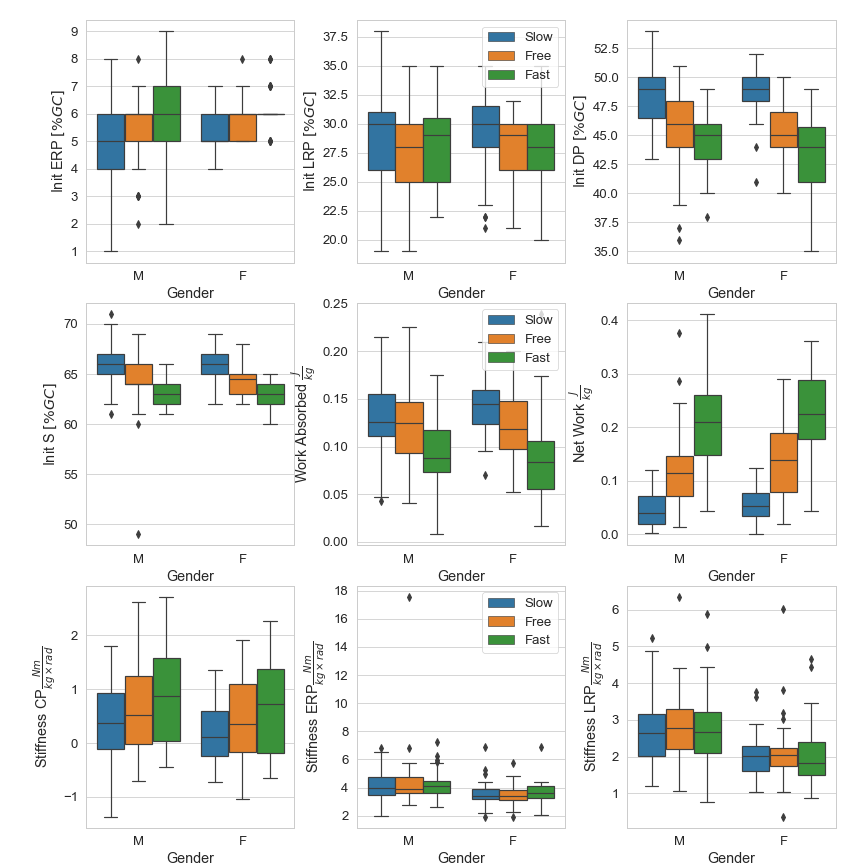 Init ERP [%GC]
9
8
7
6
5
4
3
2
1
M
F
Gender
Init LRP [%GC]
37.5
35.0
32.5
30.0
27.5
25.0
22.5
20.0
Slow
Free
Fast
M
F
Gender
Init DP [%GC]
52.5
50.0
47.5
45.0
42.5
40.0
37.5
35.0
M
F
Gender
Init S [%GC]
70
65
60
55
50
M
F
Gender
Work Absorbed J/kg
0.25
0.20
0.15
0.10
0.05
0.00
Slow
Free
Fast
M
F
Gender
Net Work J/kg
0.4
0.3
0.2
0.1
0.0
M
F
Gender
Stiffness CP Nm/kg×rad
2
1
0
−1
M
F
Gender
Stiffness ERP Nm/kg×rad
18
16
14
12
10
8
6
4
2
Slow
Free
Fast
M
F
Gender
Stiffness LRP Nm/kg×rad
6
5
4
3
2
1
M
F
Gender